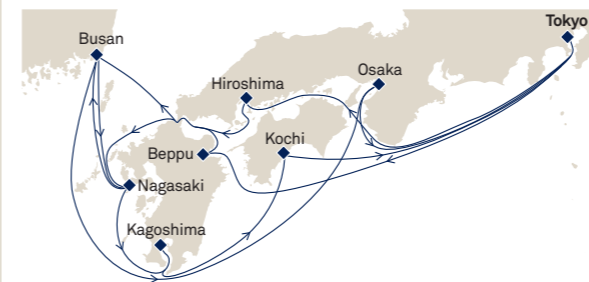 Tokyo
Busan
Osaka
Hiroshima
Kochi
Beppu
Nagasaki
Kagoshima